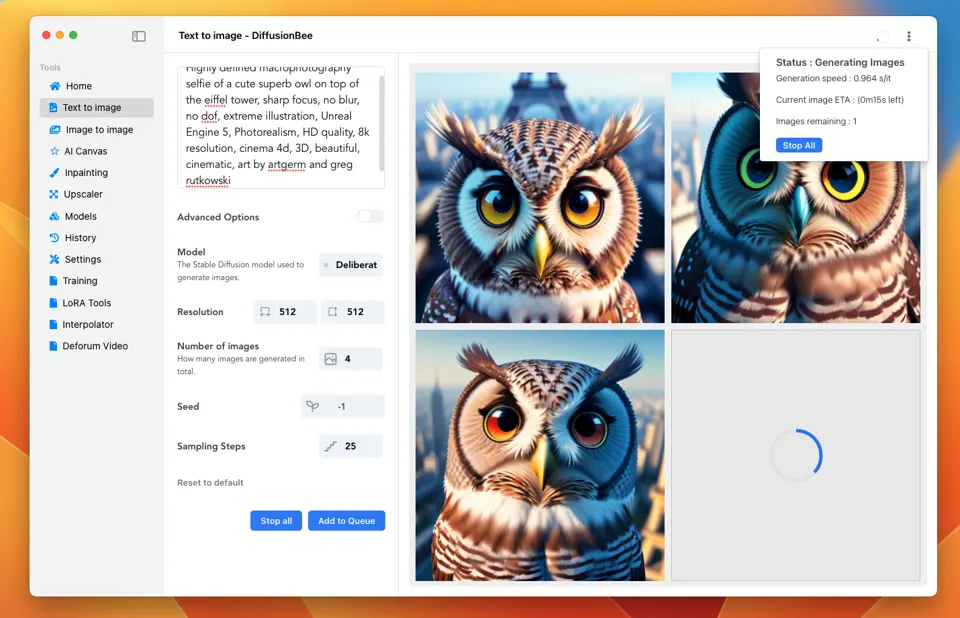 Text to image - DiffusionBee
Tools
Home
Text to image
Image to image
AI Canvas
Inpainting
Upscaler
Models
History
Settings
Training
LoRA Tools
Interpolator
Deforum Video
Highly defined macrophotography
selfie of a cute superb owl on top of
the eiffel tower, sharp focus, no blur,
no dof, extreme illustration, Unreal
Engine 5, Photorealism, HD quality, 8k
resolution, cinema 4d, 3D, beautiful,
cinematic, art by artgerm and greg
rutkowski
Advanced Options
Model
The Stable Diffusion model used to
generate images.
Deliberat
Resolution
512
512
Number of images
How many images are generated in
total.
4
Seed
-1
Sampling Steps
25
Reset to default
Stop all
Add to Queue
Status : Generating Images
Generation speed : 0.964 s/it
Current image ETA : (0m15s left)
Images remaining : 1
Stop All